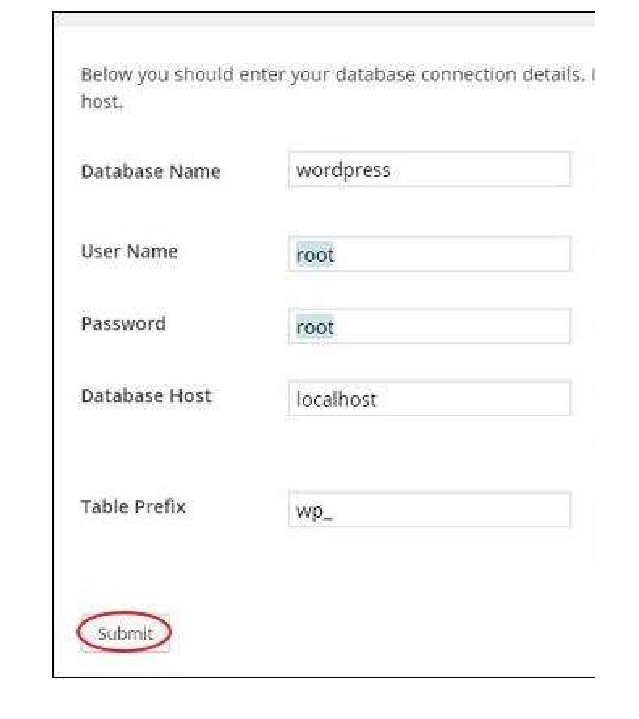 Below you should enter your database connection details.
host.
Database Name wordpress
User Name root
Password root
Database Host localhost
Table Prefix wp_
Submit